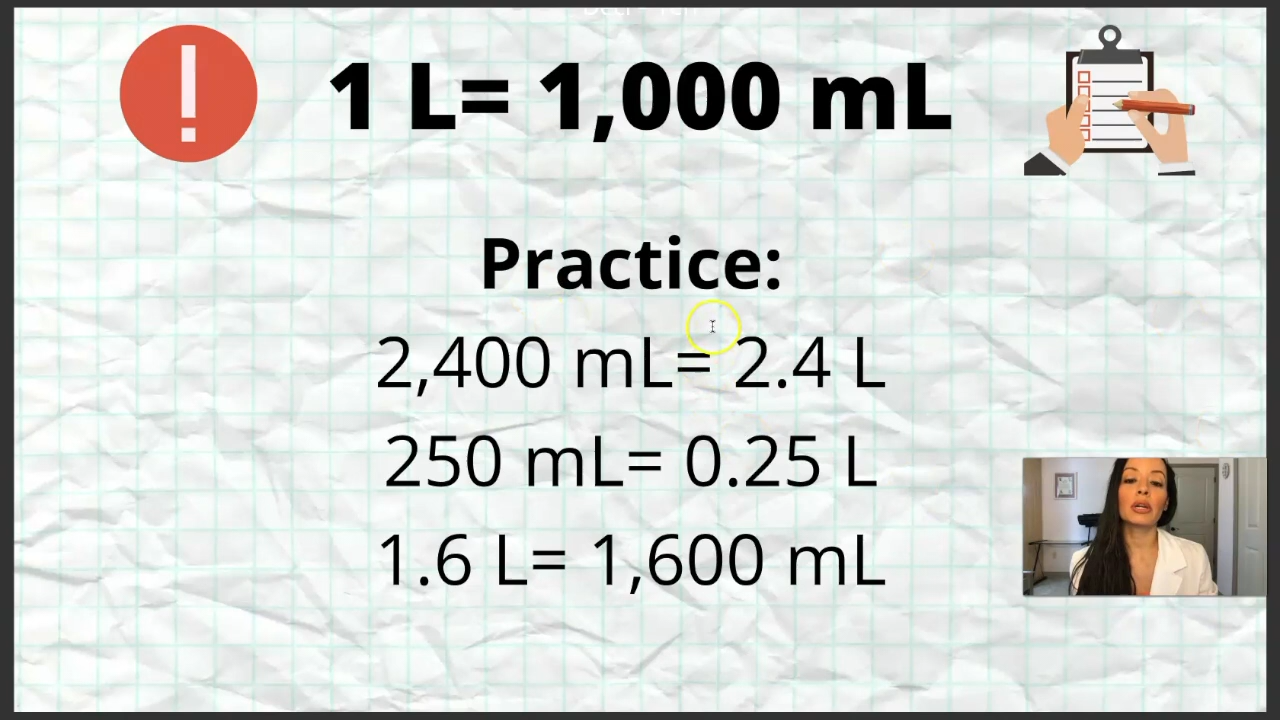 1 L= 1,000 mL
Practice:
2,400 mL= 2.4 L
250 mL= 0.25 L
1.6 L= 1,600 mL